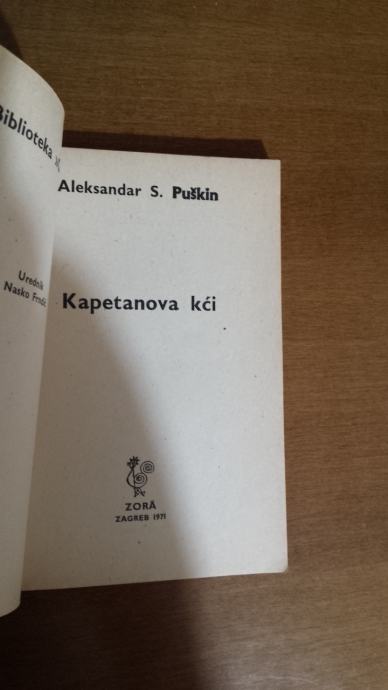 Biblioteka
Urednik
Nasko Frndić
Aleksandar S. Puškin
Kapetanova kći
ZORA
ZAGREB 1971